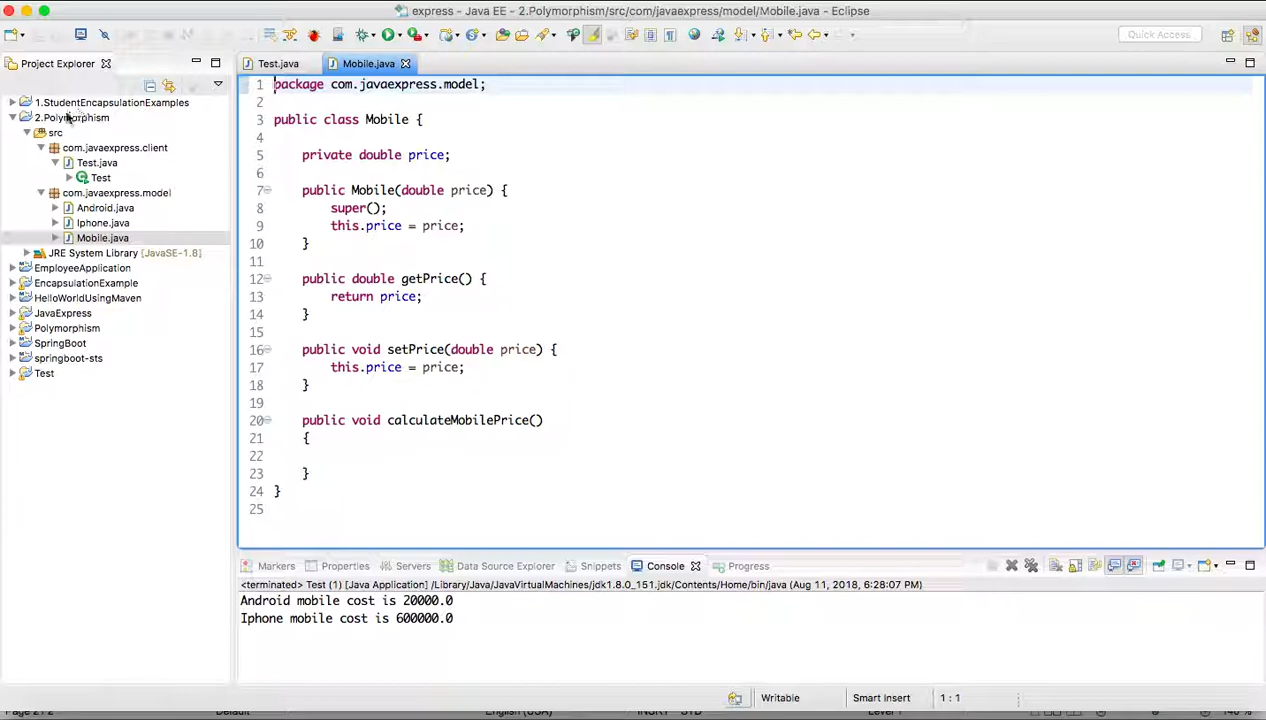 express - Java EE - 2.Polymorphism/src/com/javaexpress/model/Mobile.java - Eclipse
Quick Access
Project Explorer
Test.java
Mobile.java
1.StudentEncapsulationExamples
2.Polymorphism
src
com.javaexpress.client
Test.java
Test
com.javaexpress.model
Android.java
Iphone.java
Mobile.java
JRE System Library [JavaSE-1.8]
EmployeeApplication
EncapsulationExample
HelloWorldUsingMaven
JavaExpress
Polymorphism
SpringBoot
springboot-sts
Test
1 package com.javaexpress.model;
2
3 public class Mobile {
4
5 private double price;
6
7 public Mobile(double price) {
8 super();
9 this.price = price;
10 }
11
12 public double getPrice() {
13 return price;
14 }
15
16 public void setPrice(double price) {
17 this.price = price;
18 }
19
20 public void calculateMobilePrice()
21 {
22
23 }
24 }
25
Markers Properties Servers Data Source Explorer Snippets Console Progress
<terminated> Test (1) [Java Application] /Library/Java/JavaVirtualMachines/jdk1.8.0_151.jdk/Contents/Home/bin/java (Aug 11, 2018, 6:28:07 PM)
Android mobile cost is 20000.0
Iphone mobile cost is 600000.0
Writable Smart Insert 1 : 1